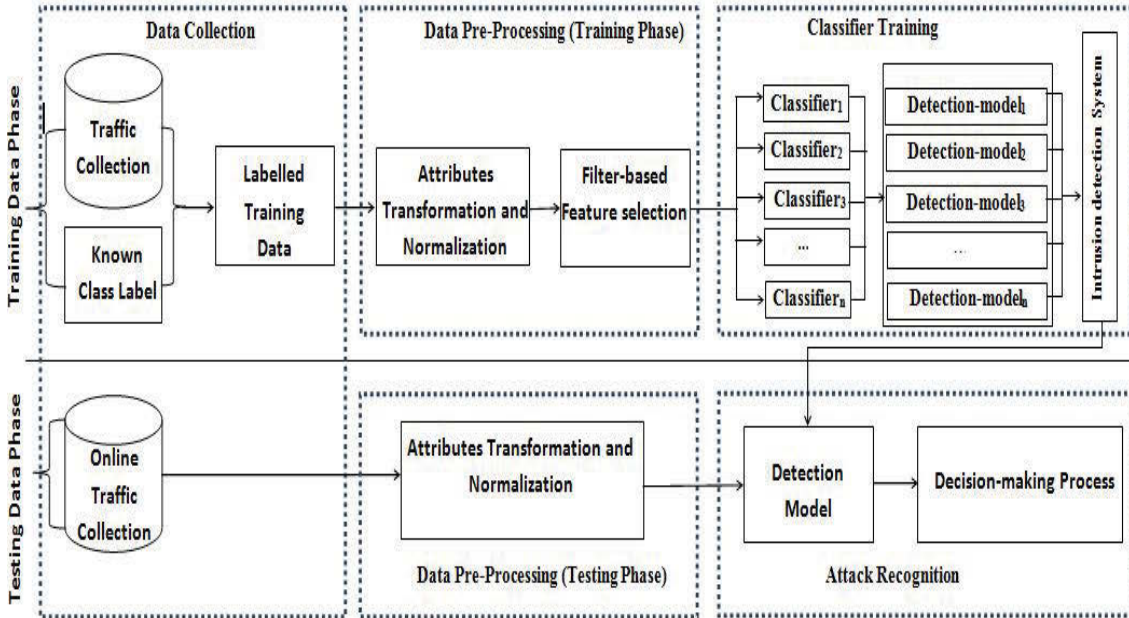 Training Data Phase
Data Collection
Traffic
Collection
Known
Class Label
Labelled
Training
Data
Data Pre-Processing (Training Phase)
Attributes
Transformation and
Normalization
Filter-based
Feature selection
Classifier Training
Classifier₁
Classifier₂
Classifier₃
...
Classifierₙ
Detection-model₁
Detection-model₂
Detection-model₃
...
Detection-modelₙ
Intrusion detection System
Testing Data Phase
Online
Traffic
Collection
Attributes Transformation and
Normalization
Data Pre-Processing (Testing Phase)
Detection
Model
Decision-making Process
Attack Recognition